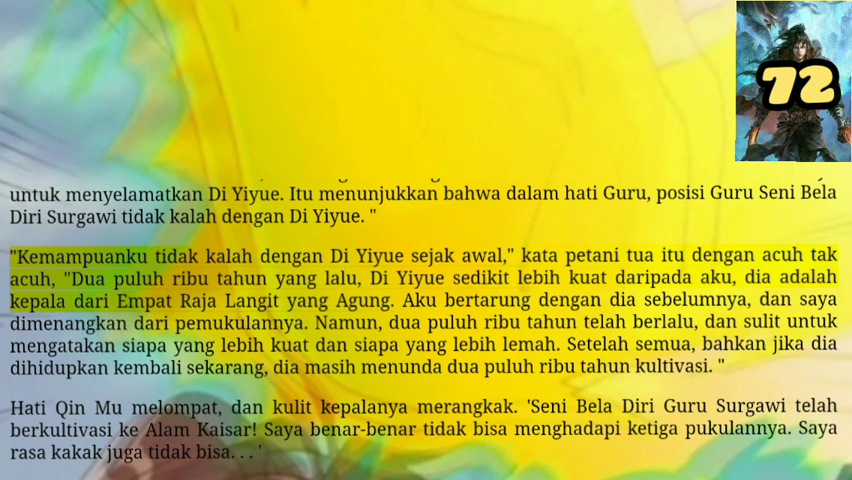 72
untuk menyelamatkan Di Yiyue. Itu menunjukkan bahwa dalam hati Guru, posisi Guru Seni Bela
Diri Surgawi tidak kalah dengan Di Yiyue. "
"Kemampuanku tidak kalah dengan Di Yiyue sejak awal," kata petani tua itu dengan acuh tak
acuh, "Dua puluh ribu tahun yang lalu, Di Yiyue sedikit lebih kuat daripada aku, dia adalah
kepala dari Empat Raja Langit yang Agung. Aku bertarung dengan dia sebelumnya, dan saya
dimenangkan dari pemukulannya. Namun, dua puluh ribu tahun telah berlalu, dan sulit untuk
mengatakan siapa yang lebih kuat dan siapa yang lebih lemah. Setelah semua, bahkan jika dia
dihidupkan kembali sekarang, dia masih menunda dua puluh ribu tahun kultivasi. "
Hati Qin Mu melompat, dan kulit kepalanya merangkak. 'Seni Bela Diri Guru Surgawi telah
berkultivasi ke Alam Kaisar! Saya benar-benar tidak bisa menghadapi ketiga pukulannya. Saya
rasa kakak juga tidak bisa. . . '